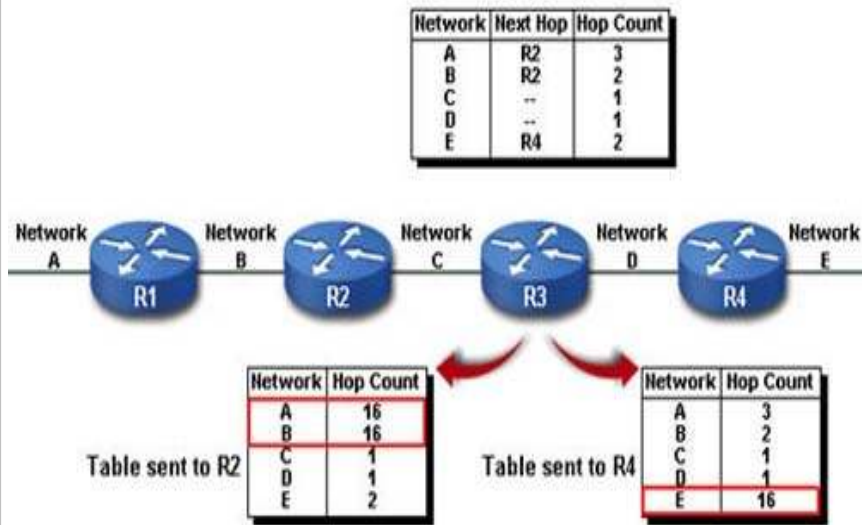 Network Next Hop Hop Count
A R2 3
B R2 2
C -- 1
D -- 1
E R4 2
Network Network Network Network Network
A B C D E
R1 R2 R3 R4
Network Hop Count
A 16
B 16
C 1
D 1
E 2
Table sent to R2
Network Hop Count
A 3
B 2
C 1
D 1
E 16
Table sent to R4